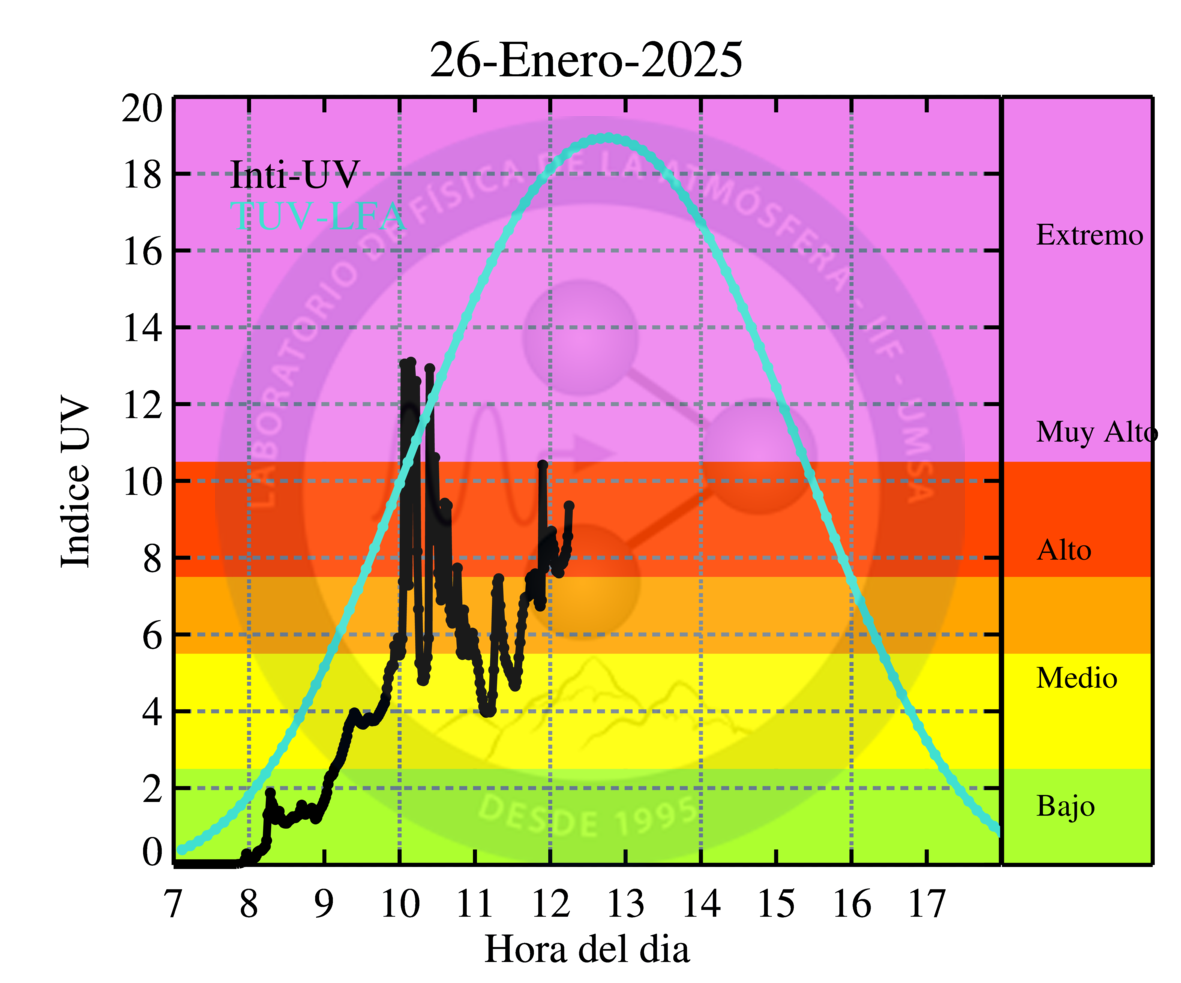 26-Enero-2025
Inti-UV
TUV-LFA
Indice UV
20
18
16
14
12
10
8
6
4
2
0
7 8 9 10 11 12 13 14 15 16 17
Hora del dia
Extremo
Muy Alto
Alto
Medio
Bajo
LABORATORIO DE FÍSICA DE LA ATMÓSFERA - IIF - UMSA
DESDE 1995